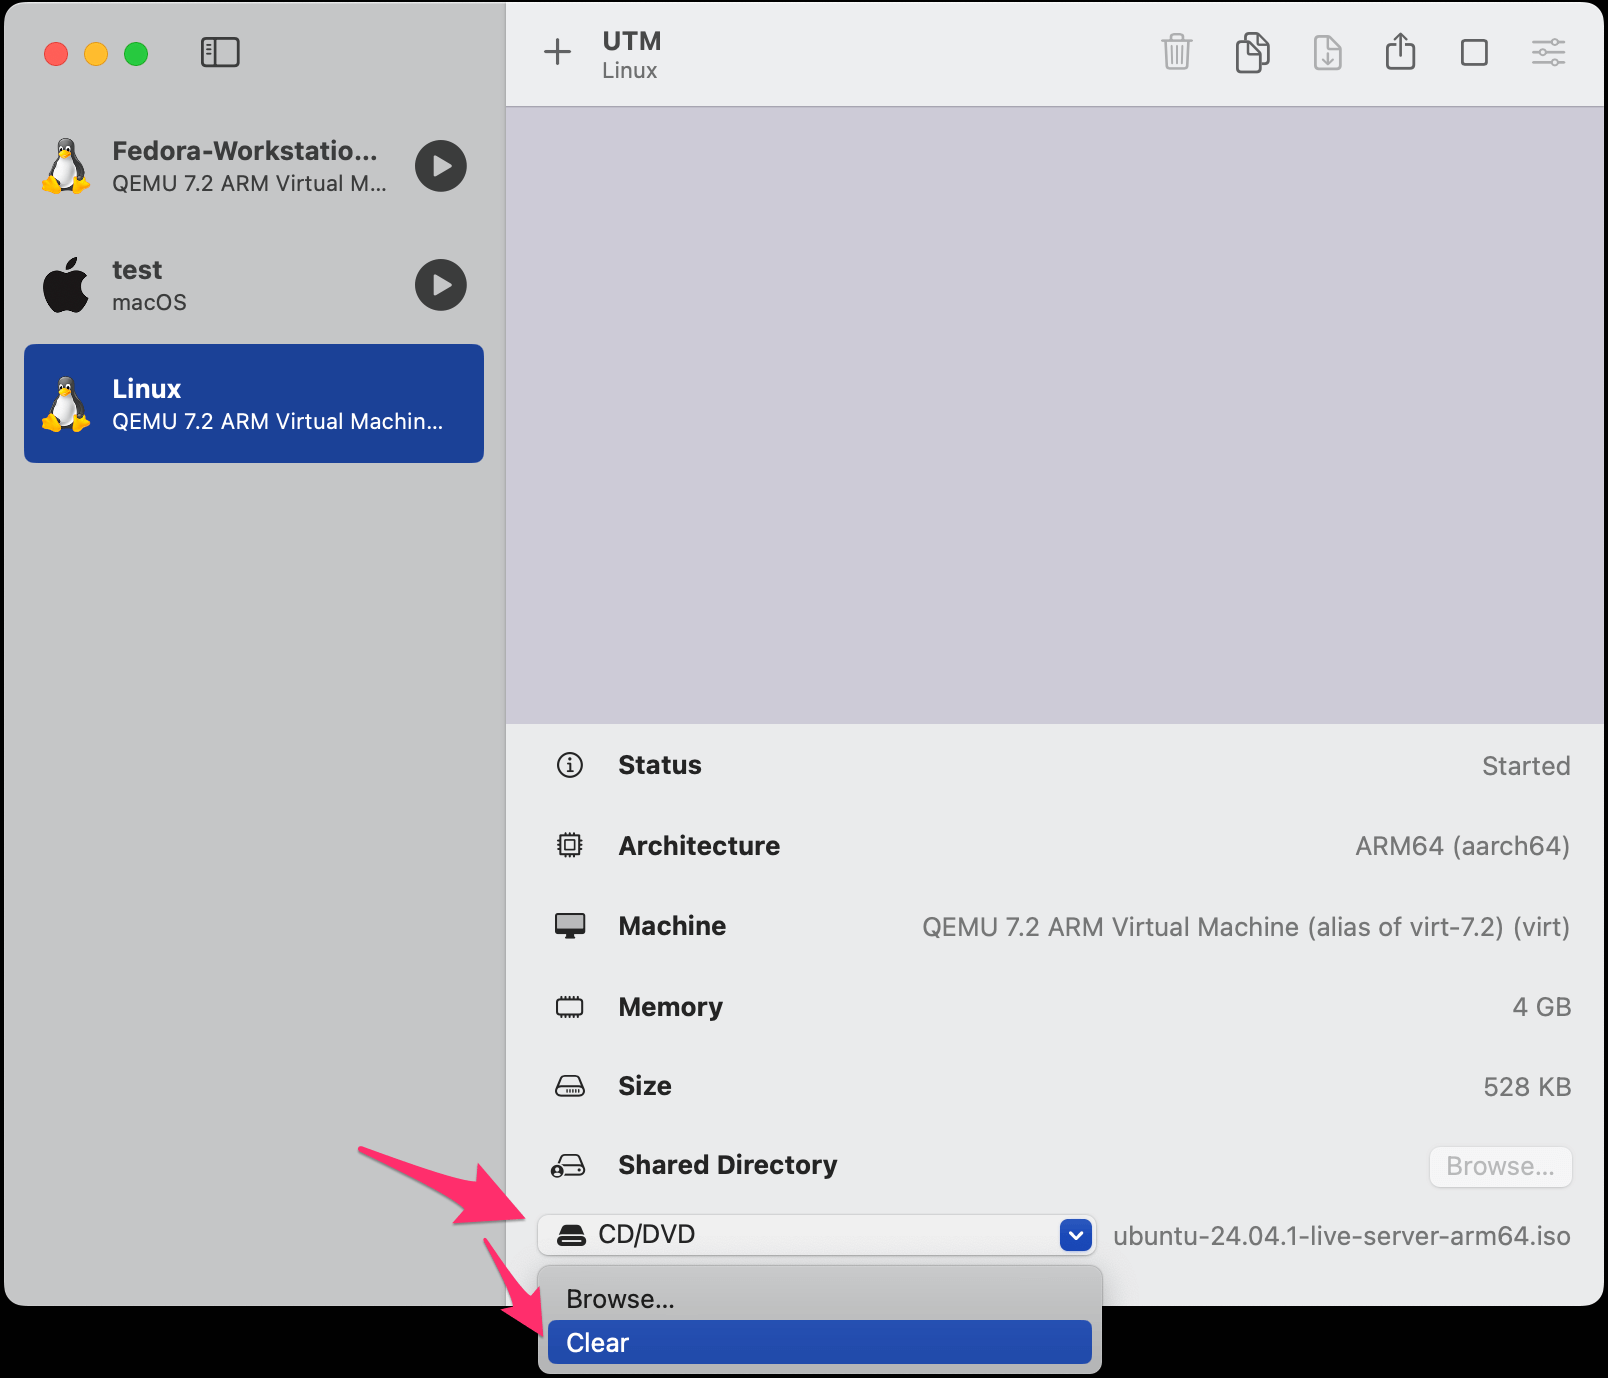 UTM
Linux
Fedora-Workstatio...
QEMU 7.2 ARM Virtual M...
test
macOS
Linux
QEMU 7.2 ARM Virtual Machin...
Status
Started
Architecture
ARM64 (aarch64)
Machine
QEMU 7.2 ARM Virtual Machine (alias of virt-7.2) (virt)
Memory
4 GB
Size
528 KB
Shared Directory
Browse...
CD/DVD
ubuntu-24.04.1-live-server-arm64.iso
Browse...
Clear